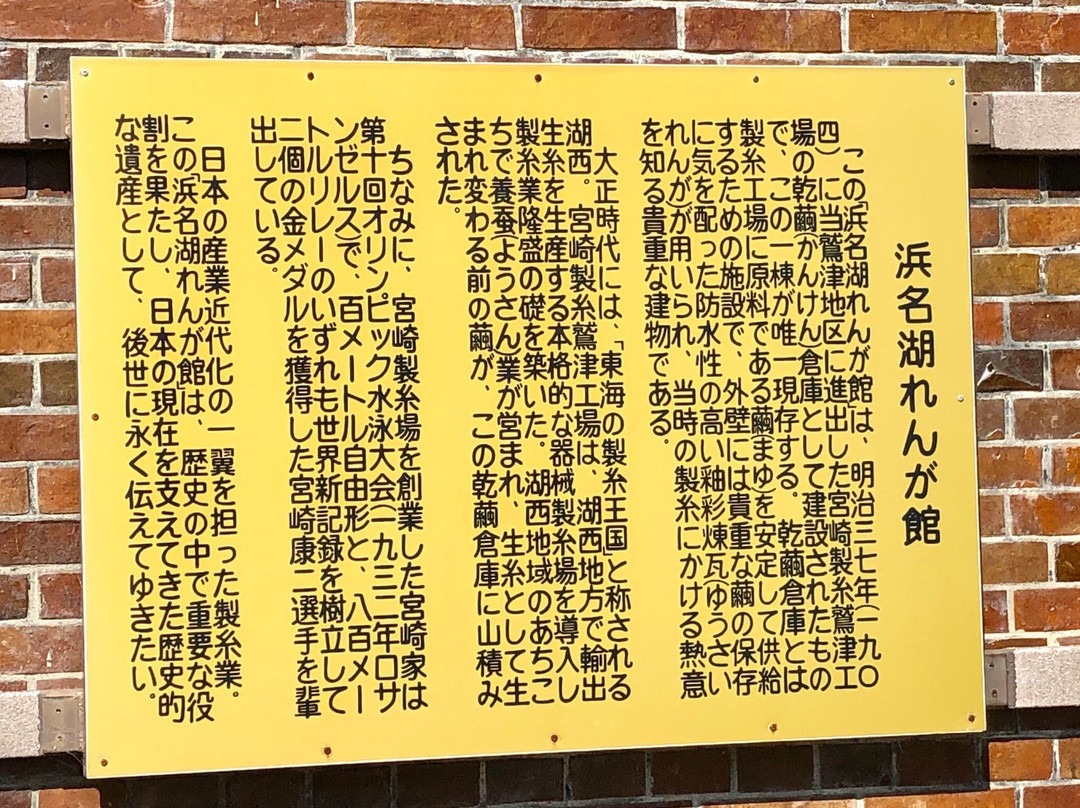 浜名湖れんが館
この「浜名湖れんが館」は、明治三七年(一九〇
四)に当鷲津地区に進出した宮崎製糸鷲津工
場の乾繭(かんけん)倉庫として建設されたもの
で、この一棟が唯一現存する。乾繭倉庫とは
製糸工場に原料である繭(まゆ)を安定して供給
するための施設で、外壁には貴重な繭の保存
に気を配った防水性の高い釉彩煉瓦(ゆうさい
れんが)が用いられ、当時の製糸にかける熱意
を知る貴重な建物である。
大正時代には、「東海の製糸王国」と称される
湖西。宮崎製糸鷲津工場は、湖西地方で輸出
生糸を生産する本格的な器械製糸場を導入し
製糸業隆盛の礎を築いた。湖西地域のあちこ
ちで養蚕(ようさん)業が営まれ、生糸として生
まれ変わる前の繭が、この乾繭倉庫に山積み
された。
ちなみに、宮崎製糸場を創業した宮崎家は
第十回オリンピック水泳大会(一九三二年ロサ
ンゼルス)で、百メートル自由形と、八百メー
トルリレーのいずれも世界新記録を樹立して
二個の金メダルを獲得した宮崎康二選手を輩
出している。
日本の産業近代化の一翼を担った製糸業。
この「浜名湖れんが館」は、歴史の中で重要な役
割を果たし、日本の現在を支えてきた歴史的
な遺産として、後世に永く伝えてゆきたい。